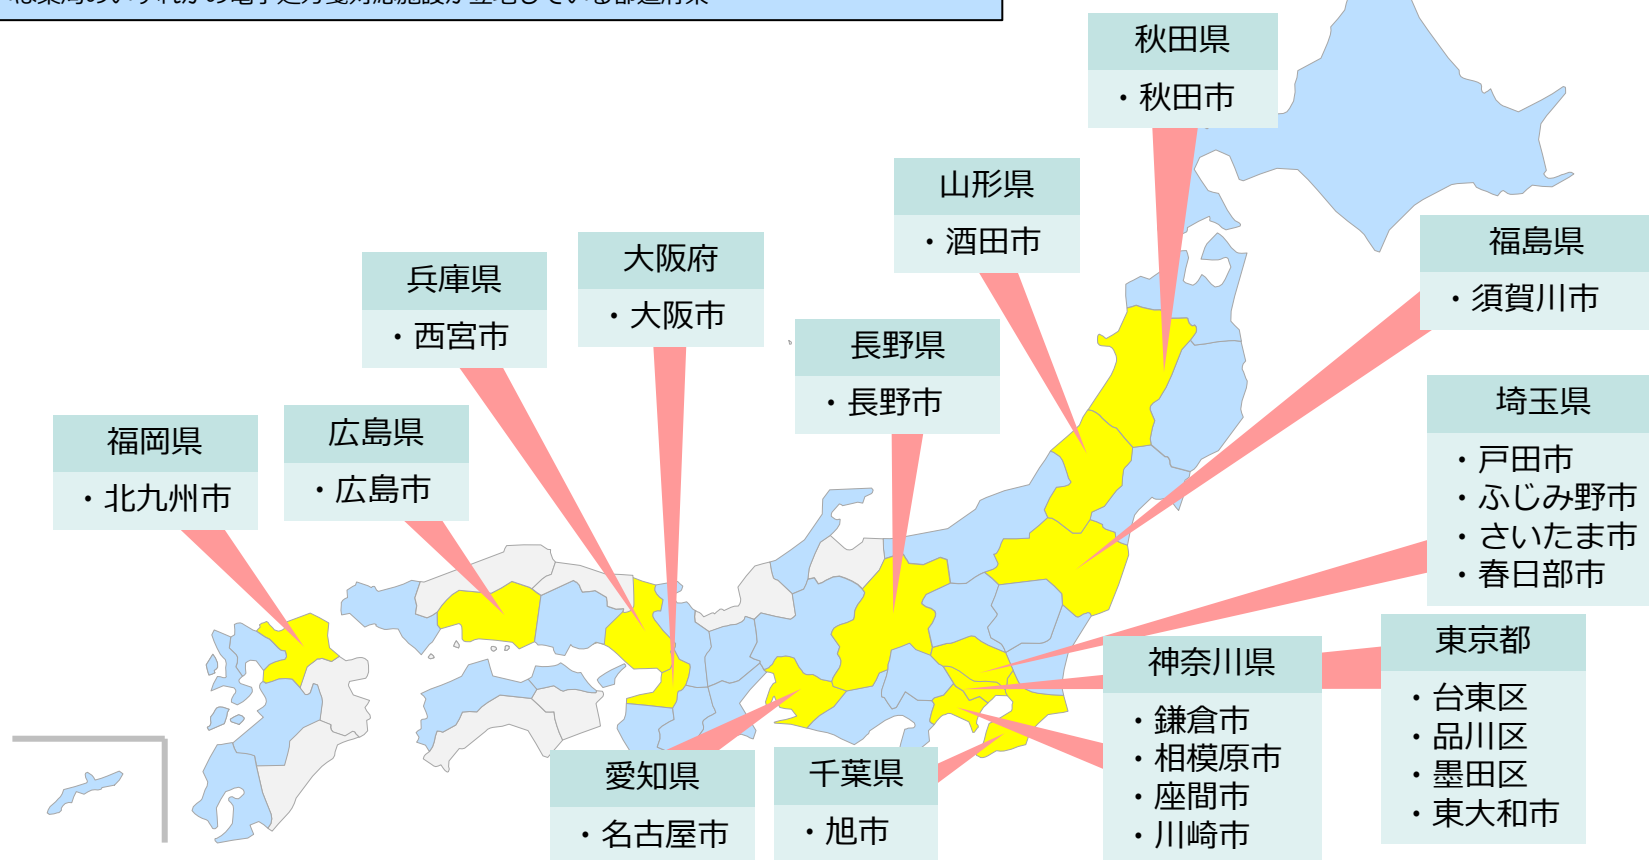 秋田県
・秋田市
山形県
・酒田市
福島県
・須賀川市
大阪府
・大阪市
兵庫県
・西宮市
長野県
・長野市
埼玉県
・戸田市
・ふじみ野市
・さいたま市
・春日部市
広島県
・広島市
福岡県
・北九州市
東京都
・台東区
・品川区
・墨田区
・東大和市
神奈川県
・鎌倉市
・相模原市
・座間市
・川崎市
愛知県
・名古屋市
千葉県
・旭市